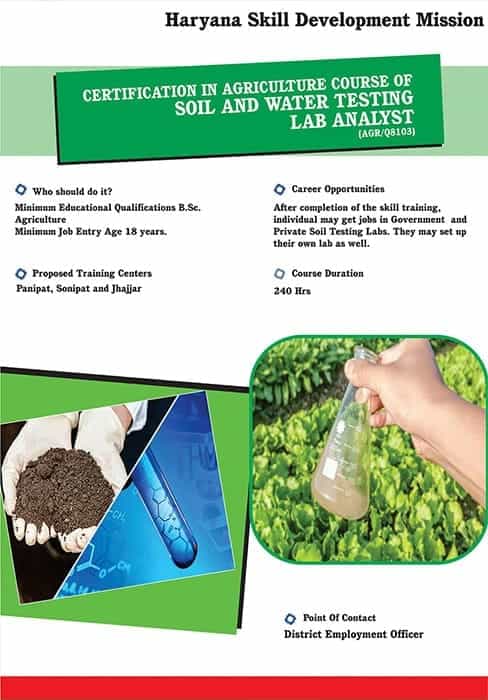 Haryana Skill Development Mission
CERTIFICATION IN AGRICULTURE COURSE OF
SOIL AND WATER TESTING
LAB ANALYST
(AGR/Q8103)
Who should do it?
Minimum Educational Qualifications B.Sc.
Agriculture
Minimum Job Entry Age 18 years.
Career Opportunities
After completion of the skill training,
individual may get jobs in Government and
Private Soil Testing Labs. They may set up
their own lab as well.
Proposed Training Centers
Panipat, Sonipat and Jhajjar
Course Duration
240 Hrs
Point Of Contact
District Employment Officer